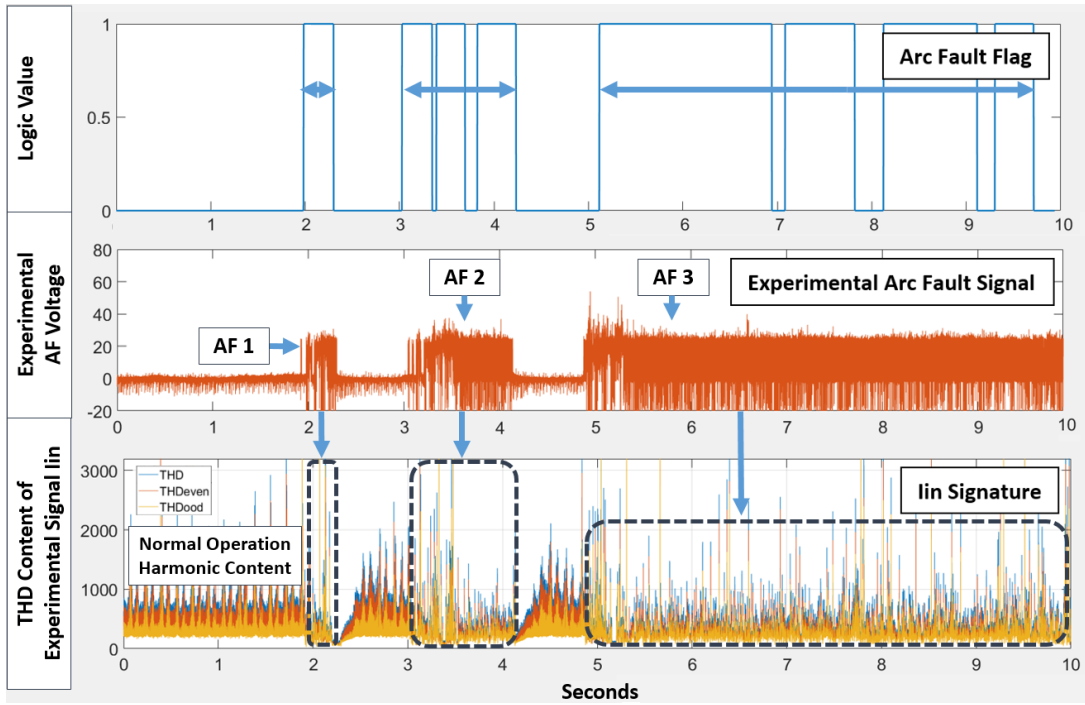 Logic Value
1
0.5
0
Arc Fault Flag
1 2 3 4 5 6 7 8 9 10
Experimental
AF Voltage
80
60
40
20
0
-20
AF 1
AF 2
AF 3
Experimental Arc Fault Signal
0 1 2 3 4 5 6 7 8 9 10
THD Content of
Experimental Signal Iin
3000
2000
1000
0
THD
THDeven
THDood
Normal Operation
Harmonic Content
Iin Signature
0 1 2 3 4 5 6 7 8 9 10
Seconds